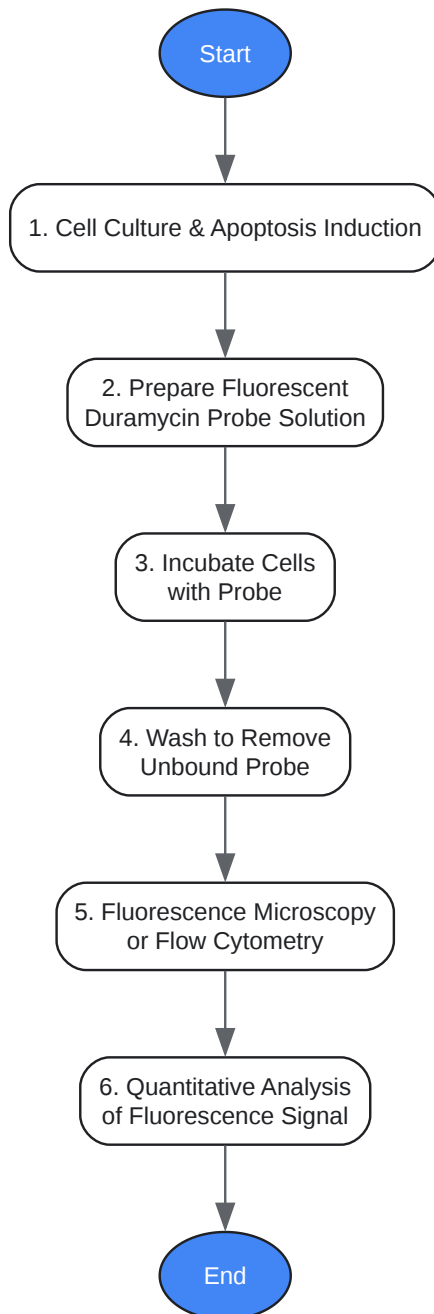 Start
1. Cell Culture & Apoptosis Induction
2. Prepare Fluorescent
Duramycin Probe Solution
3. Incubate Cells
with Probe
4. Wash to Remove
Unbound Probe
5. Fluorescence Microscopy
or Flow Cytometry
6. Quantitative Analysis
of Fluorescence Signal
End